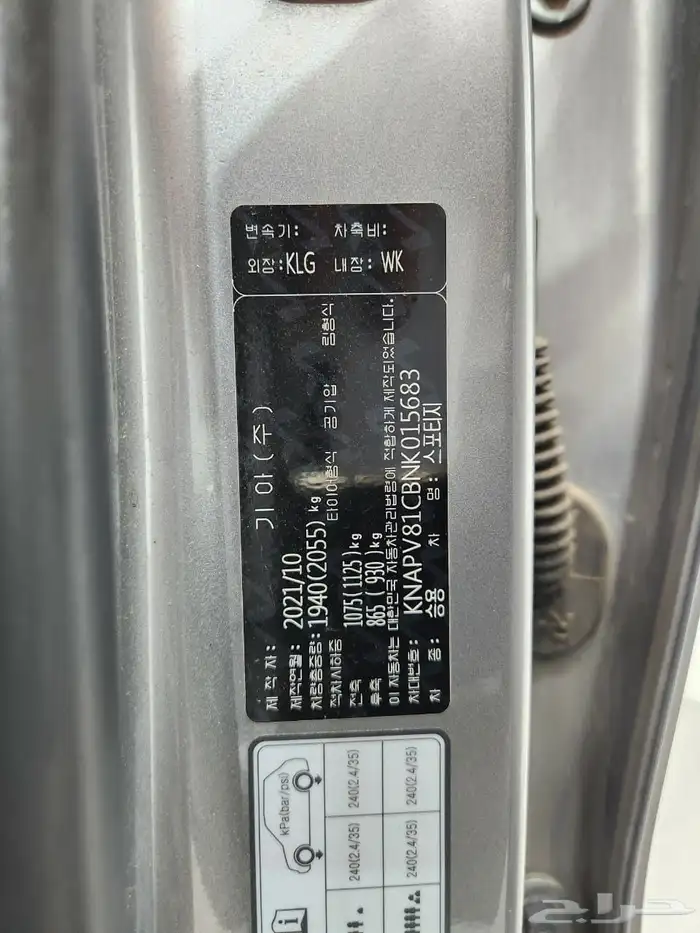 변속기: 차축비:
외장:KLG 내장: WK
제 작 자: 기아(주)
제작연월: 2021/10
차량총중량: 1940(2055) kg
적차시하중 타이어형식 공기압 림형식
전축 1075(1125)kg
후축 865( 930)kg
이 자동차는 대한민국 자동차관리법령에 적합하게 제작되었습니다.
차대번호: KNAPV81CBNK015683
차 종: 승용 차 명: 스포티지
kPa(bar/psi)
240(2.4/35) 240(2.4/35)
240(2.4/35) 240(2.4/35)
حراج